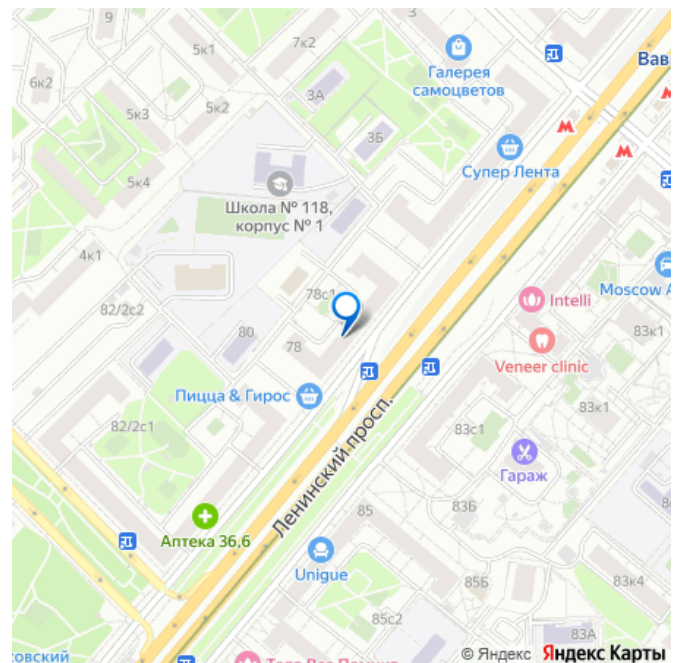 9
5к1
7к2
3
Галерея
самоцветов
Вав
6к2
5к3
5к2
3А
3Б
Супер Лента
5к4
Школа № 118,
корпус № 1
4к1
78с1
Intelli
Moscow A
82/2с2
80
78
83к1
Veneer clinic
Пицца & Гирос
83к1
82/2с1
Ленинский просп.
83с1
Гараж
83Б
8
85
Аптека 36,6
Unigue
85Б
83к4
85с2
83А
ковский
© Яндекс Яндекс Карты